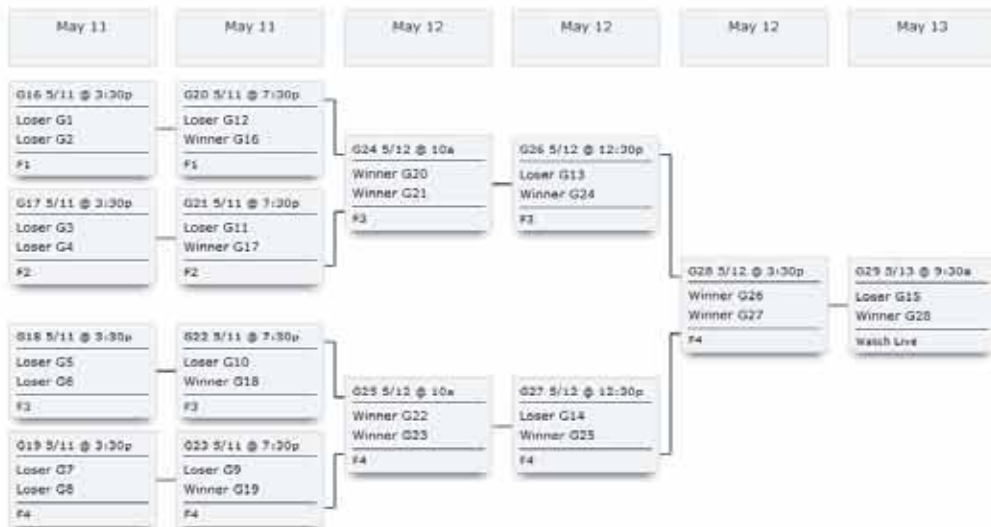 May 11
May 11
May 12
May 12
May 12
May 13
G16 5/11 @ 3:30p
Loser G1
Loser G2
F1
G20 5/11 @ 7:30p
Loser G12
Winner G16
F1
G17 5/11 @ 3:30p
Loser G3
Loser G4
F2
G21 5/11 @ 7:30p
Loser G11
Winner G17
F2
G24 5/12 @ 10a
Winner G20
Winner G21
F3
G26 5/12 @ 12:30p
Loser G13
Winner G24
F3
G18 5/11 @ 3:30p
Loser G5
Loser G6
F3
G22 5/11 @ 7:30p
Loser G10
Winner G18
F3
G19 5/11 @ 3:30p
Loser G7
Loser G8
F4
G23 5/11 @ 7:30p
Loser G9
Winner G19
F4
G25 5/12 @ 10a
Winner G22
Winner G23
F4
G27 5/12 @ 12:30p
Loser G14
Winner G25
F4
G28 5/12 @ 3:30p
Winner G26
Winner G27
F4
G29 5/13 @ 9:30a
Loser G15
Winner G28
Watch Live